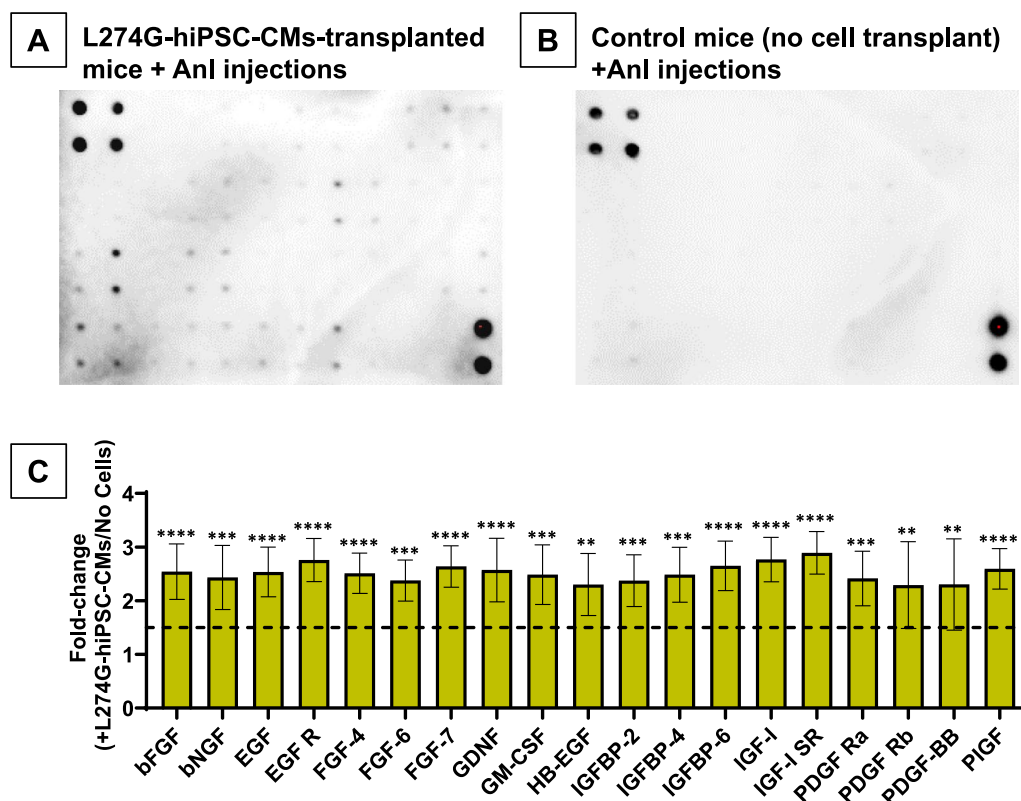 A
L274G-hiPSC-CMs-transplanted
mice + AnI injections
B
Control mice (no cell transplant)
+AnI injections
C
Fold-change
(+L274G-hiPSC-CMs/No Cells)
4
3
2
1
0
**** *** **** **** **** *** **** **** *** ** *** *** **** **** **** *** ** ** ****
bFGF
bNGF
EGF
EGF R
FGF-4
FGF-6
FGF-7
GDNF
GM-CSF
HB-EGF
IGFBP-2
IGFBP-4
IGFBP-6
IGF-I
IGF-I SR
PDGF Ra
PDGF Rb
PDGF-BB
PIGF